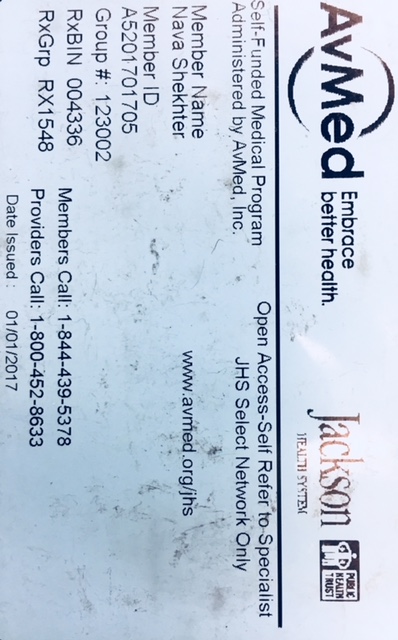 AvMed
Embrace
better health.
Jackson
HEALTH SYSTEM
PUBLIC
HEALTH
TRUST
Self-Funded Medical Program
Administered by AvMed, Inc.
Open Access-Self Refer to Specialist
JHS Select Network Only
Member Name
Nava Shekhter
www.avmed.org/jhs
Member ID
A5201701705
Group #: 123002
RxBIN 004336
RxGrp RX1548
Members Call: 1-844-439-5378
Providers Call: 1-800-452-8633
Date Issued : 01/01/2017